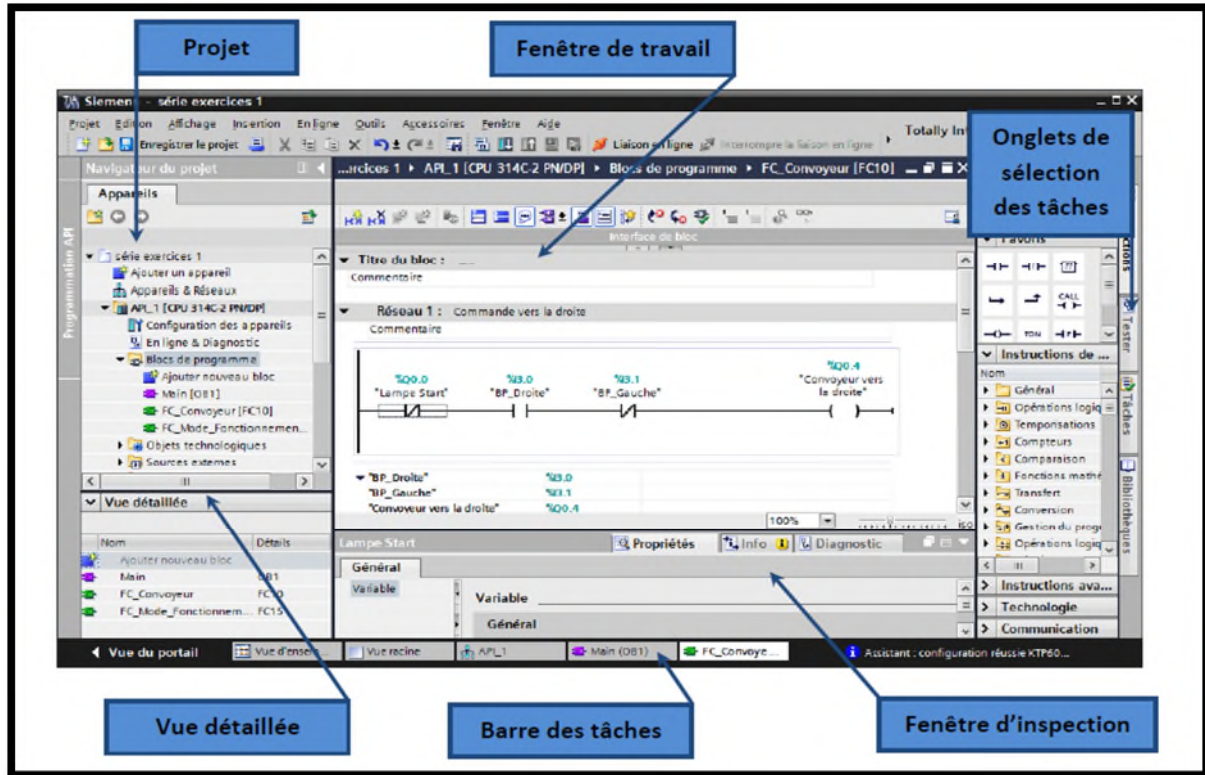 Projet
Fenêtre de travail
Siemens - série exercices 1
Projet Edition Affichage Insertion En ligne Outils Accessoires Fenêtre Aide
Enregistrer le projet
Liaison en ligne
Interrompre la liaison en ligne
Totally Int
Onglets de
sélection
des tâches
Navigateur du projet
...ercices 1 API_1 [CPU 314C-2 PN/DP] Blocs de programme FC_Convoyeur [FC10]
Appareils
Programmation API
Interface de bloc
série exercices 1
Ajouter un appareil
Appareils & Réseaux
API_1 [CPU 314C-2 PN/DP]
Configuration des appareils
En ligne & Diagnostic
Blocs de programme
Ajouter nouveau bloc
Main [OB1]
FC_Convoyeur [FC10]
FC_Mode_Fonctionnemen...
Objets technologiques
Sources externes
Titre du bloc : ...
Commentaire
Réseau 1 : Commande vers la droite
Commentaire
%Q0.0
"Lampe Start"
%I3.0
"BP_Droite"
%I3.1
"BP_Gauche"
%Q0.4
"Convoyeur vers
la droite"
"BP_Droite" %I3.0
"BP_Gauche" %I3.1
"Convoyeur vers la droite" %Q0.4
100%
Favoris
??
CALL
TON
P
Instructions de ...
Nom
Général
Opérations logiq
Temporisations
Compteurs
Comparaison
Fonctions mathé
Transfert
Conversion
Gestion du progr
Opérations logiq
Instructions ava...
Technologie
Communication
Tester
Tâches
Bibliothèques
Vue détaillée
Nom Détails
Ajouter nouveau bloc
Main OB1
FC_Convoyeur FC10
FC_Mode_Fonctionnem... FC15
Lampe Start
Propriétés Info Diagnostic
Général
Variable
Variable
Général
Vue du portail Vue d'ensem... Vue racine API_1 Main (OB1) FC_Convoye... Assistant : configuration réussie KTP60...
Vue détaillée
Barre des tâches
Fenêtre d’inspection